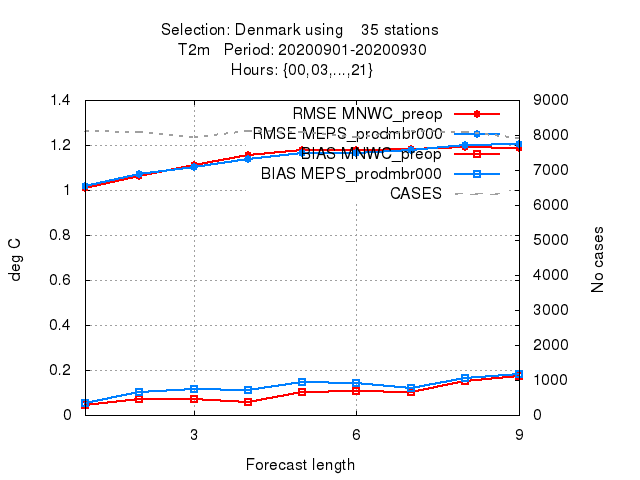 Selection: Denmark using 35 stations
T2m Period: 20200901-20200930
Hours: {00,03,...,21}
RMSE MNWC_preop
RMSE MEPS_prodmbr000
BIAS MNWC_preop
BIAS MEPS_prodmbr000
CASES
deg C
1.4
1.2
1
0.8
0.6
0.4
0.2
0
9000
8000
7000
6000
5000
4000
3000
2000
1000
0
No cases
3 6 9
Forecast length